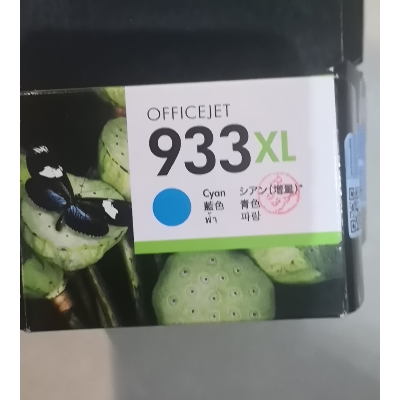 OFFICEJET
933XL
Cyan シアン(増量)*
藍色 青色
ฟ้า 파랑